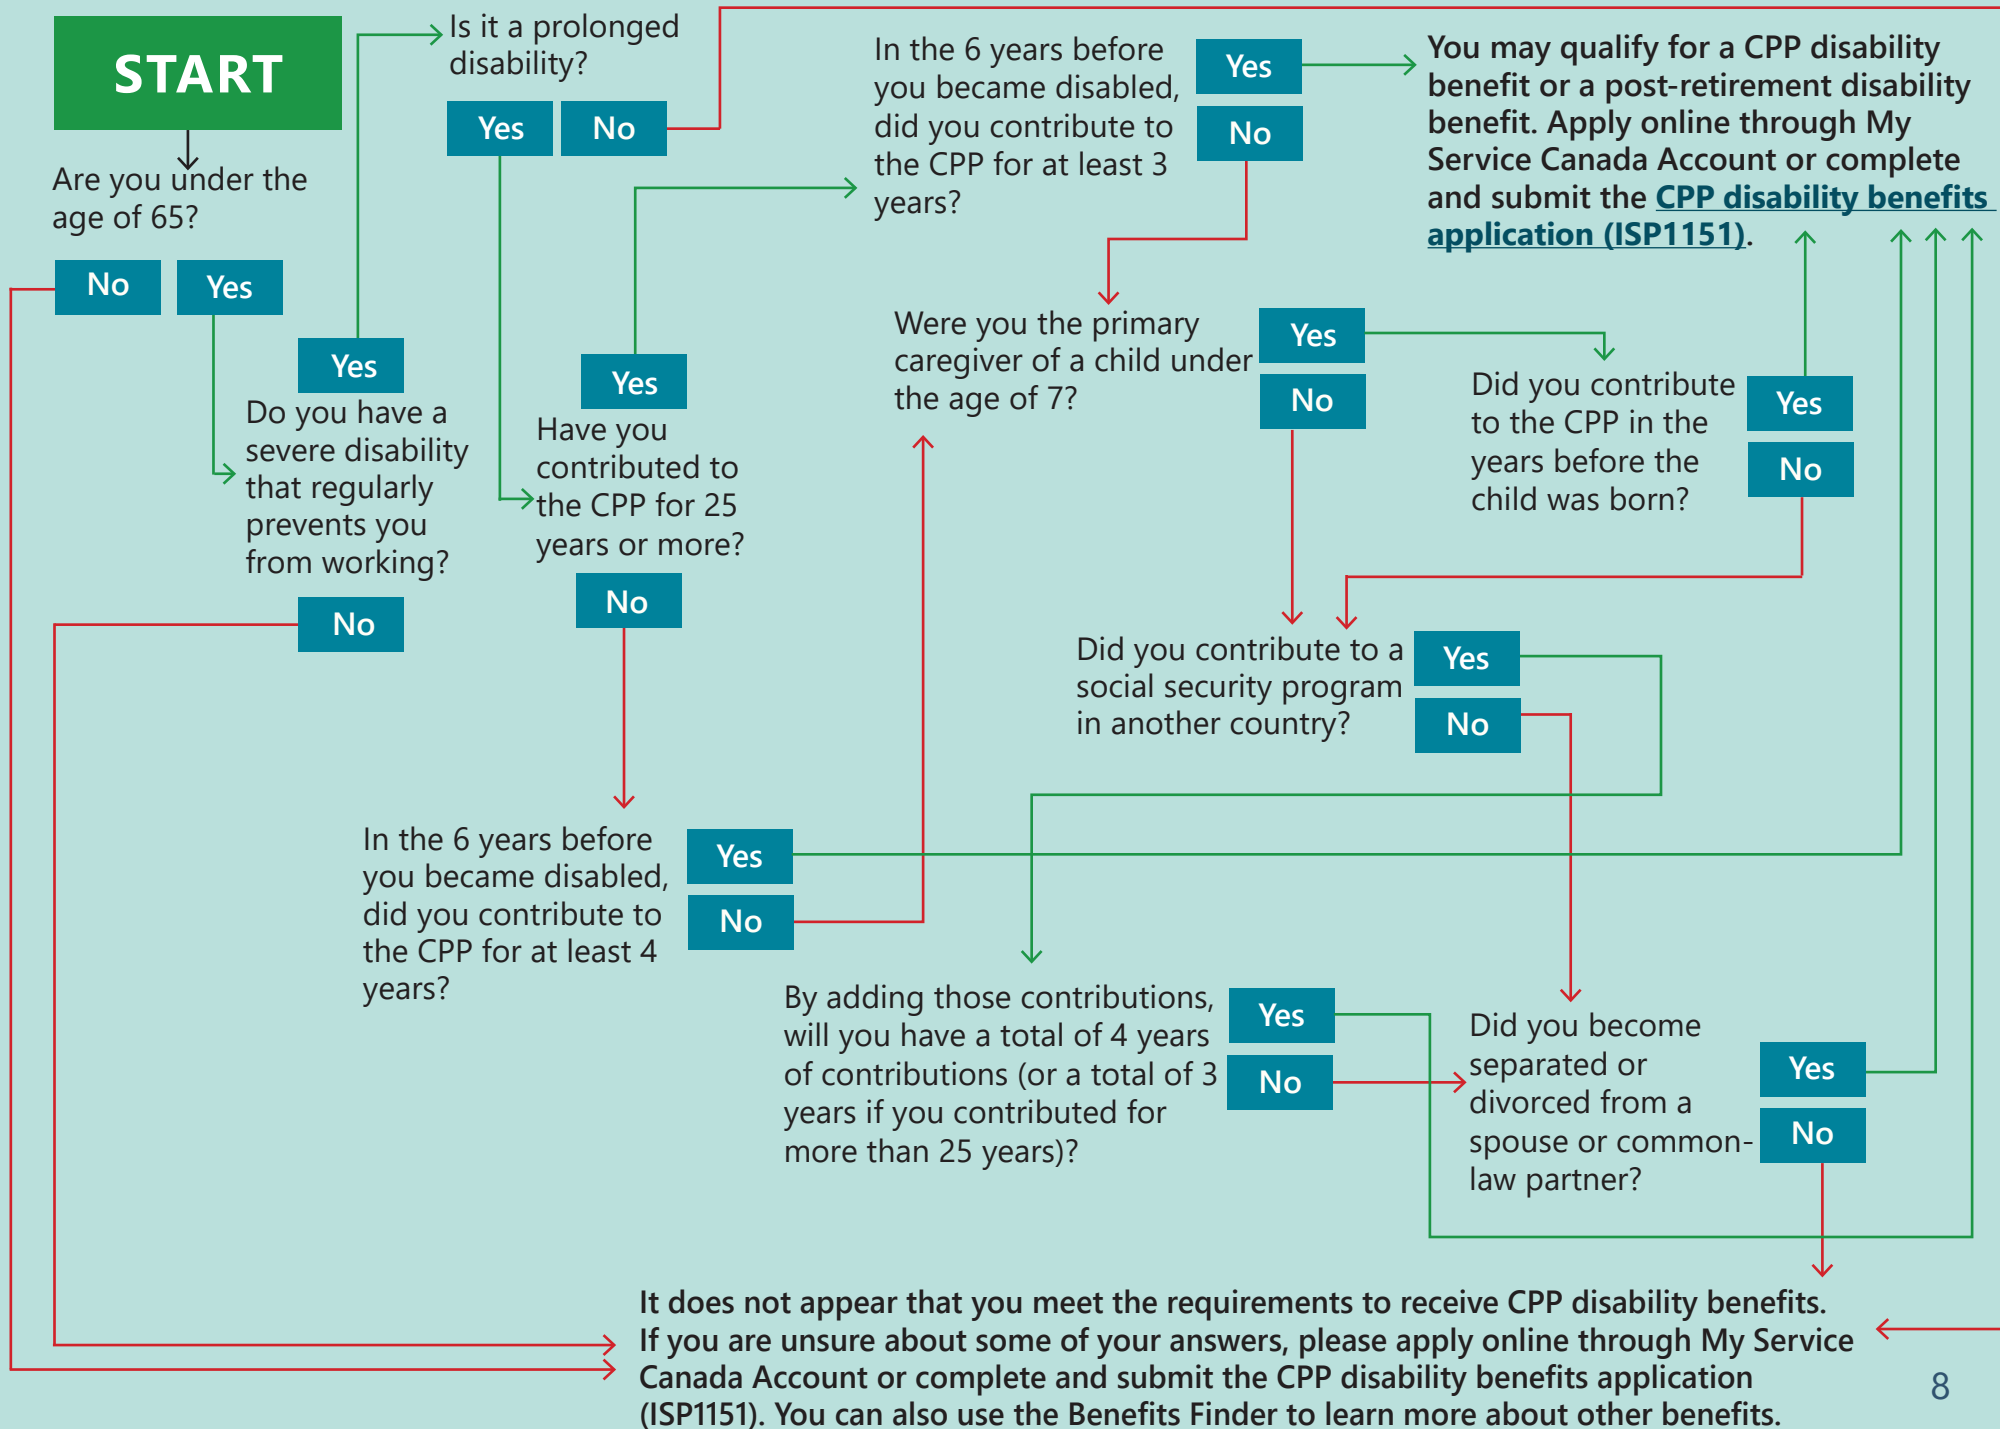 START
Are you under the
age of 65?
No
Yes
Yes
Do you have a
severe disability
that regularly
prevents you
from working?
No
Is it a prolonged
disability?
Yes
No
Yes
Have you
contributed to
the CPP for 25
years or more?
No
In the 6 years before
you became disabled,
did you contribute to
the CPP for at least 4
years?
Yes
No
In the 6 years before
you became disabled,
did you contribute to
the CPP for at least 3
years?
Yes
No
Were you the primary
caregiver of a child under
the age of 7?
Yes
No
Did you contribute
to the CPP in the
years before the
child was born?
Yes
No
Did you contribute to a
social security program
in another country?
Yes
No
By adding those contributions,
will you have a total of 4 years
of contributions (or a total of 3
years if you contributed for
more than 25 years)?
Yes
No
Did you become
separated or
divorced from a
spouse or common-
law partner?
Yes
No
You may qualify for a CPP disability
benefit or a post-retirement disability
benefit. Apply online through My
Service Canada Account or complete
and submit the CPP disability benefits
application (ISP1151).
It does not appear that you meet the requirements to receive CPP disability benefits.
If you are unsure about some of your answers, please apply online through My Service
Canada Account or complete and submit the CPP disability benefits application
(ISP1151). You can also use the Benefits Finder to learn more about other benefits.
8